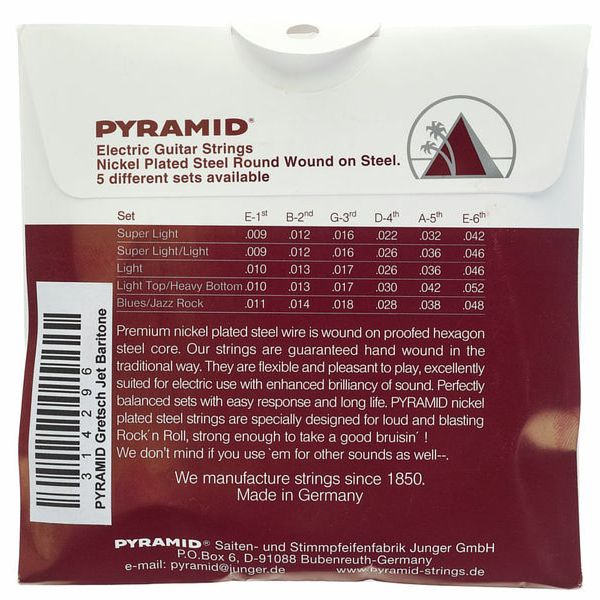 PYRAMID®
Electric Guitar Strings
Nickel Plated Steel Round Wound on Steel.
5 different sets available
Set E-1st B-2nd G-3rd D-4th A-5th E-6th
Super Light .009 .012 .016 .022 .032 .042
Super Light/Light .009 .012 .016 .026 .036 .046
Light .010 .013 .017 .026 .036 .046
Light Top/Heavy Bottom .010 .013 .017 .030 .042 .052
Blues/Jazz Rock .011 .014 .018 .028 .038 .048
Premium nickel plated steel wire is wound on proofed hexagon
steel core. Our strings are guaranteed hand wound in the
traditional way. They are flexible and pleasant to play, excellently
suited for electric use with enhanced brilliancy of sound. Perfectly
balanced sets with easy response and long life. PYRAMID nickel
plated steel strings are specially designed for loud and blasting
Rock´n Roll, strong enough to take a good bruisin´ !
We don't mind if you use `em for other sounds as well--.
We manufacture strings since 1850.
Made in Germany
314296
PYRAMID Gretsch Jet Baritone
PYRAMID® Saiten- und Stimmpfeifenfabrik Junger GmbH
P.O.Box 6, D-91088 Bubenreuth-Germany
e-mail: pyramid@junger.de www.pyramid-strings.de